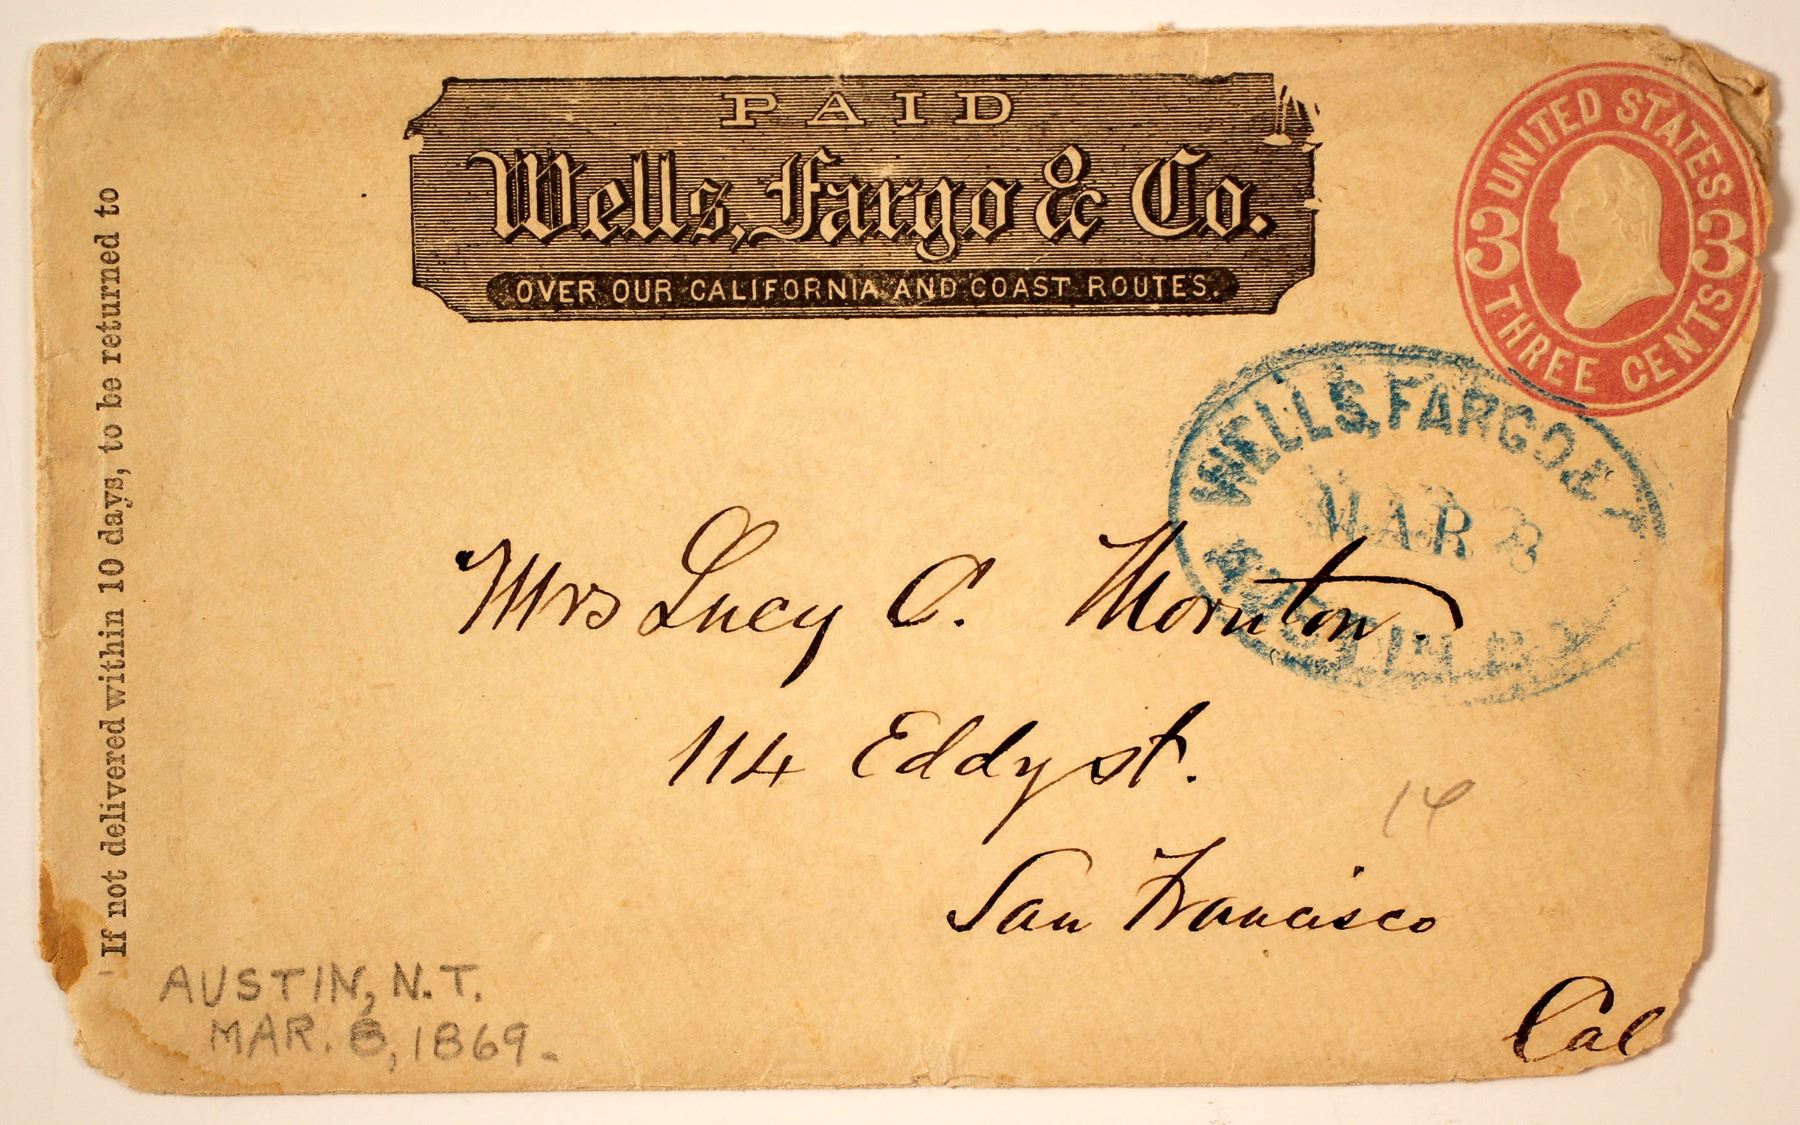 PAID
Wells, Fargo & Co.
OVER OUR CALIFORNIA AND COAST ROUTES.
UNITED STATES
3 3
THREE CENTS
WELLS, FARGO &
MAR 8
AUSTIN
Mrs Lucy C. Thornton.
114 Eddy st.
14
San Francisco
Cal
If not delivered within 10 days, to be returned to
AUSTIN, N.T.
MAR. 8, 1869.